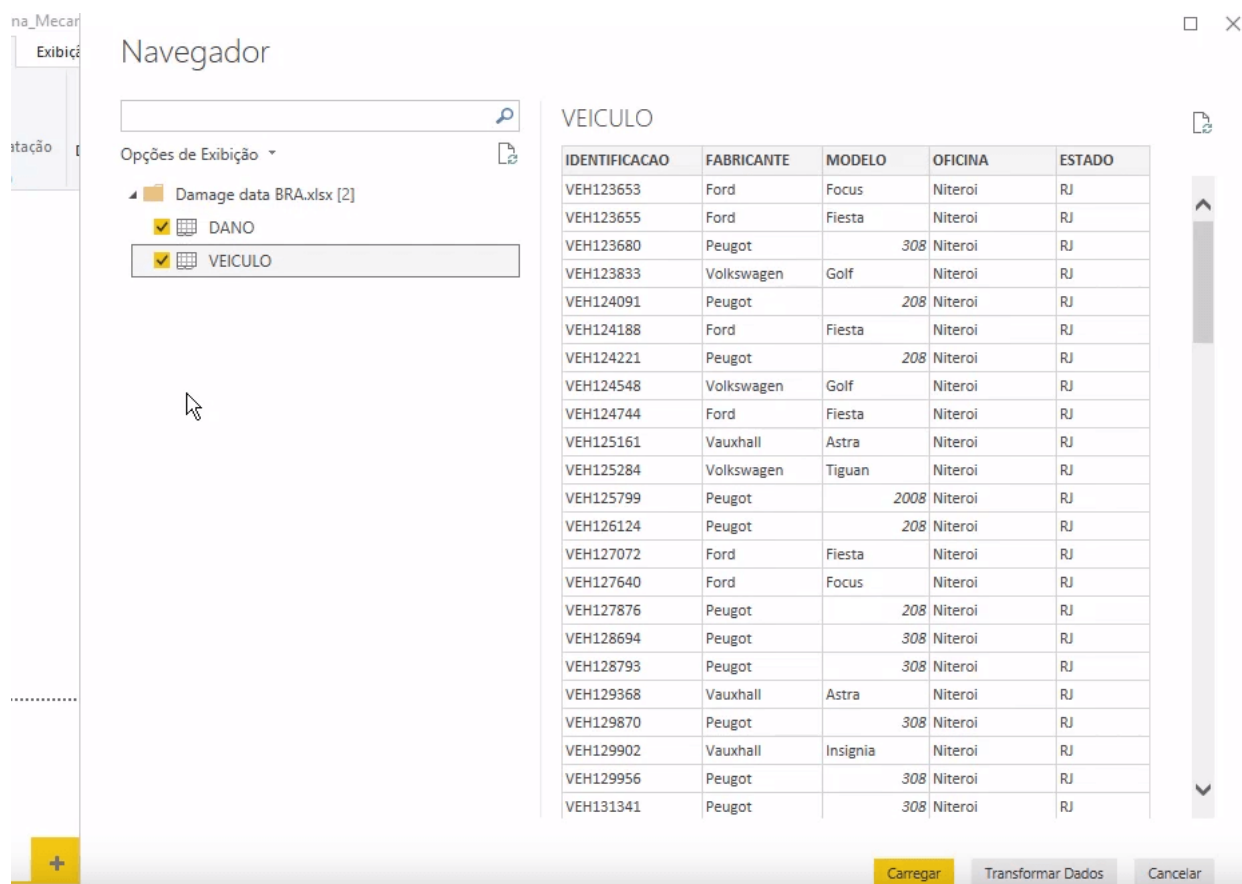 na_Mecar
Exibiçã
Navegador
VEICULO
atação
Opções de Exibição
Damage data BRA.xlsx [2]
DANO
VEICULO
IDENTIFICACAO FABRICANTE MODELO OFICINA ESTADO
VEH123653 Ford Focus Niteroi RJ
VEH123655 Ford Fiesta Niteroi RJ
VEH123680 Peugot 308 Niteroi RJ
VEH123833 Volkswagen Golf Niteroi RJ
VEH124091 Peugot 208 Niteroi RJ
VEH124188 Ford Fiesta Niteroi RJ
VEH124221 Peugot 208 Niteroi RJ
VEH124548 Volkswagen Golf Niteroi RJ
VEH124744 Ford Fiesta Niteroi RJ
VEH125161 Vauxhall Astra Niteroi RJ
VEH125284 Volkswagen Tiguan Niteroi RJ
VEH125799 Peugot 2008 Niteroi RJ
VEH126124 Peugot 208 Niteroi RJ
VEH127072 Ford Fiesta Niteroi RJ
VEH127640 Ford Focus Niteroi RJ
VEH127876 Peugot 208 Niteroi RJ
VEH128694 Peugot 308 Niteroi RJ
VEH128793 Peugot 308 Niteroi RJ
VEH129368 Vauxhall Astra Niteroi RJ
VEH129870 Peugot 308 Niteroi RJ
VEH129902 Vauxhall Insignia Niteroi RJ
VEH129956 Peugot 308 Niteroi RJ
VEH131341 Peugot 308 Niteroi RJ
Carregar Transformar Dados Cancelar